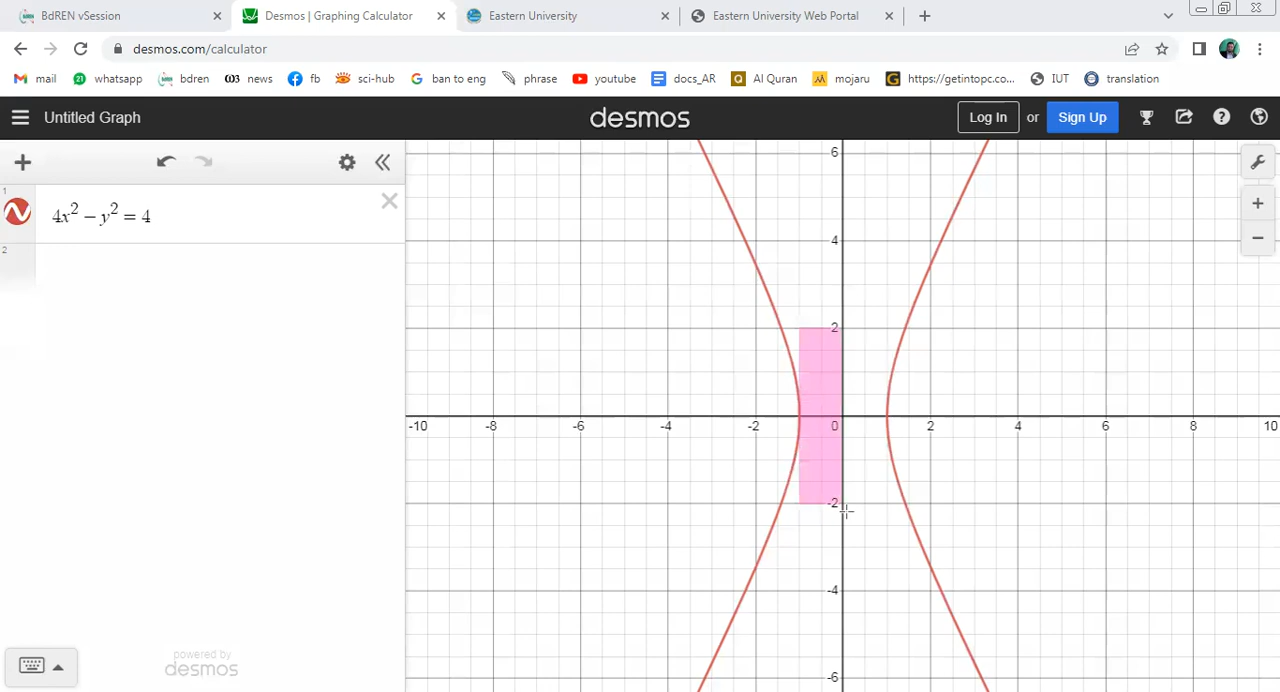 BdREN vSession Desmos | Graphing Calculator Eastern University Eastern University Web Portal
desmos.com/calculator
mail whatsapp bdren news fb sci-hub ban to eng phrase youtube docs_AR Al Quran mojaru https://getintopc.co... IUT translation
Untitled Graph desmos Log In or Sign Up
1
4x² − y² = 4
2
6
4
2
-10 -8 -6 -4 -2 0 2 4 6 8 10
-2
-4
-6
powered by
desmos